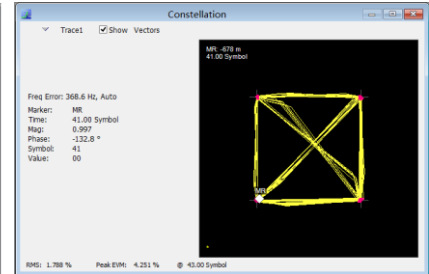 Constellation
Trace1 Show Vectors
MR: -678 m
41.00 Symbol
Freq Error: 368.6 Hz, Auto
Marker: MR
Time: 41.00 Symbol
Mag: 0.997
Phase: -132.8 °
Symbol: 41
Value: 00
MR
RMS: 1.788 % Peak EVM: 4.251 % @ 43.00 Symbol